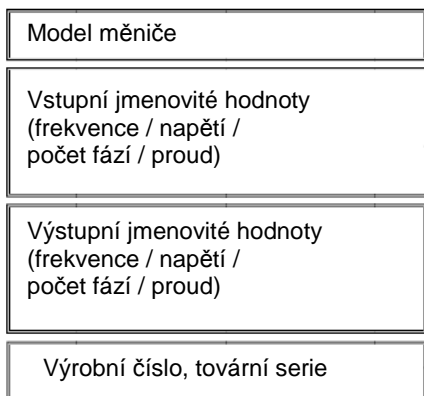 Model měniče
Vstupní jmenovité hodnoty
(frekvence / napětí /
počet fází / proud)
Výstupní jmenovité hodnoty
(frekvence / napětí /
počet fází / proud)
Výrobní číslo, tovární serie